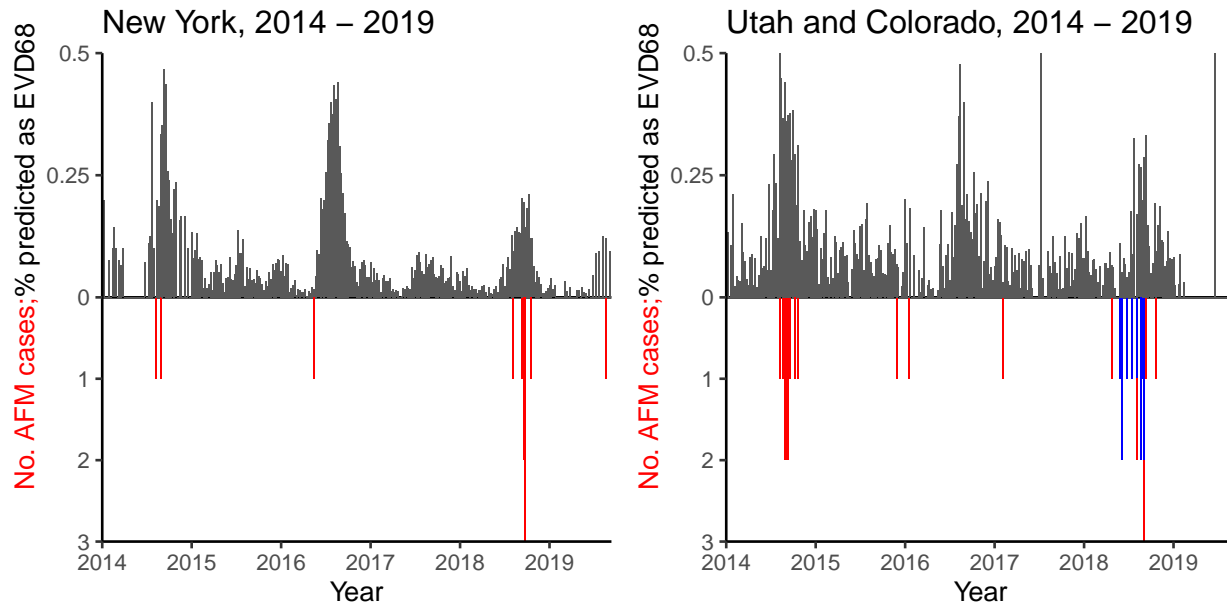 New York, 2014 – 2019
No. AFM cases;% predicted as EVD68
0.5
0.25
0
1
2
3
2014 2015 2016 2017 2018 2019
Year
Utah and Colorado, 2014 – 2019
No. AFM cases;% predicted as EVD68
0.5
0.25
0
1
2
3
2014 2015 2016 2017 2018 2019
Year